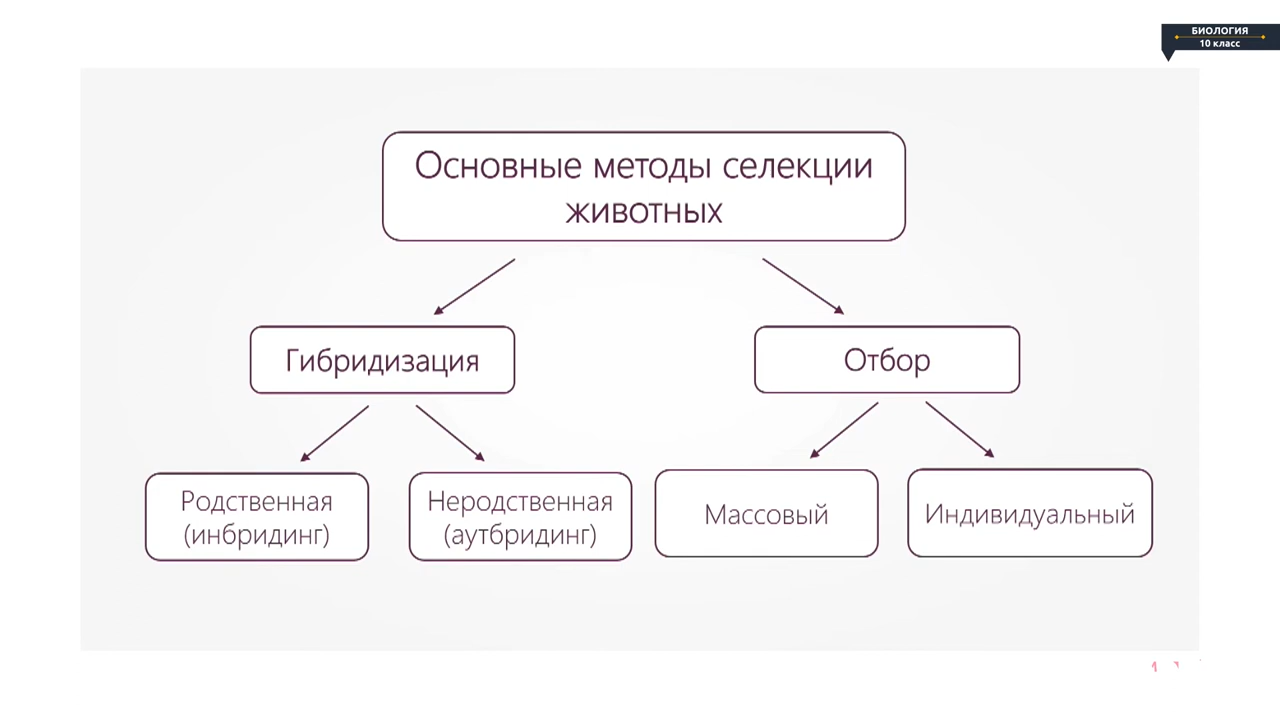 БИОЛОГИЯ
10 класс
Основные методы селекции
животных
Гибридизация
Отбор
Родственная
(инбридинг)
Неродственная
(аутбридинг)
Массовый
Индивидуальный